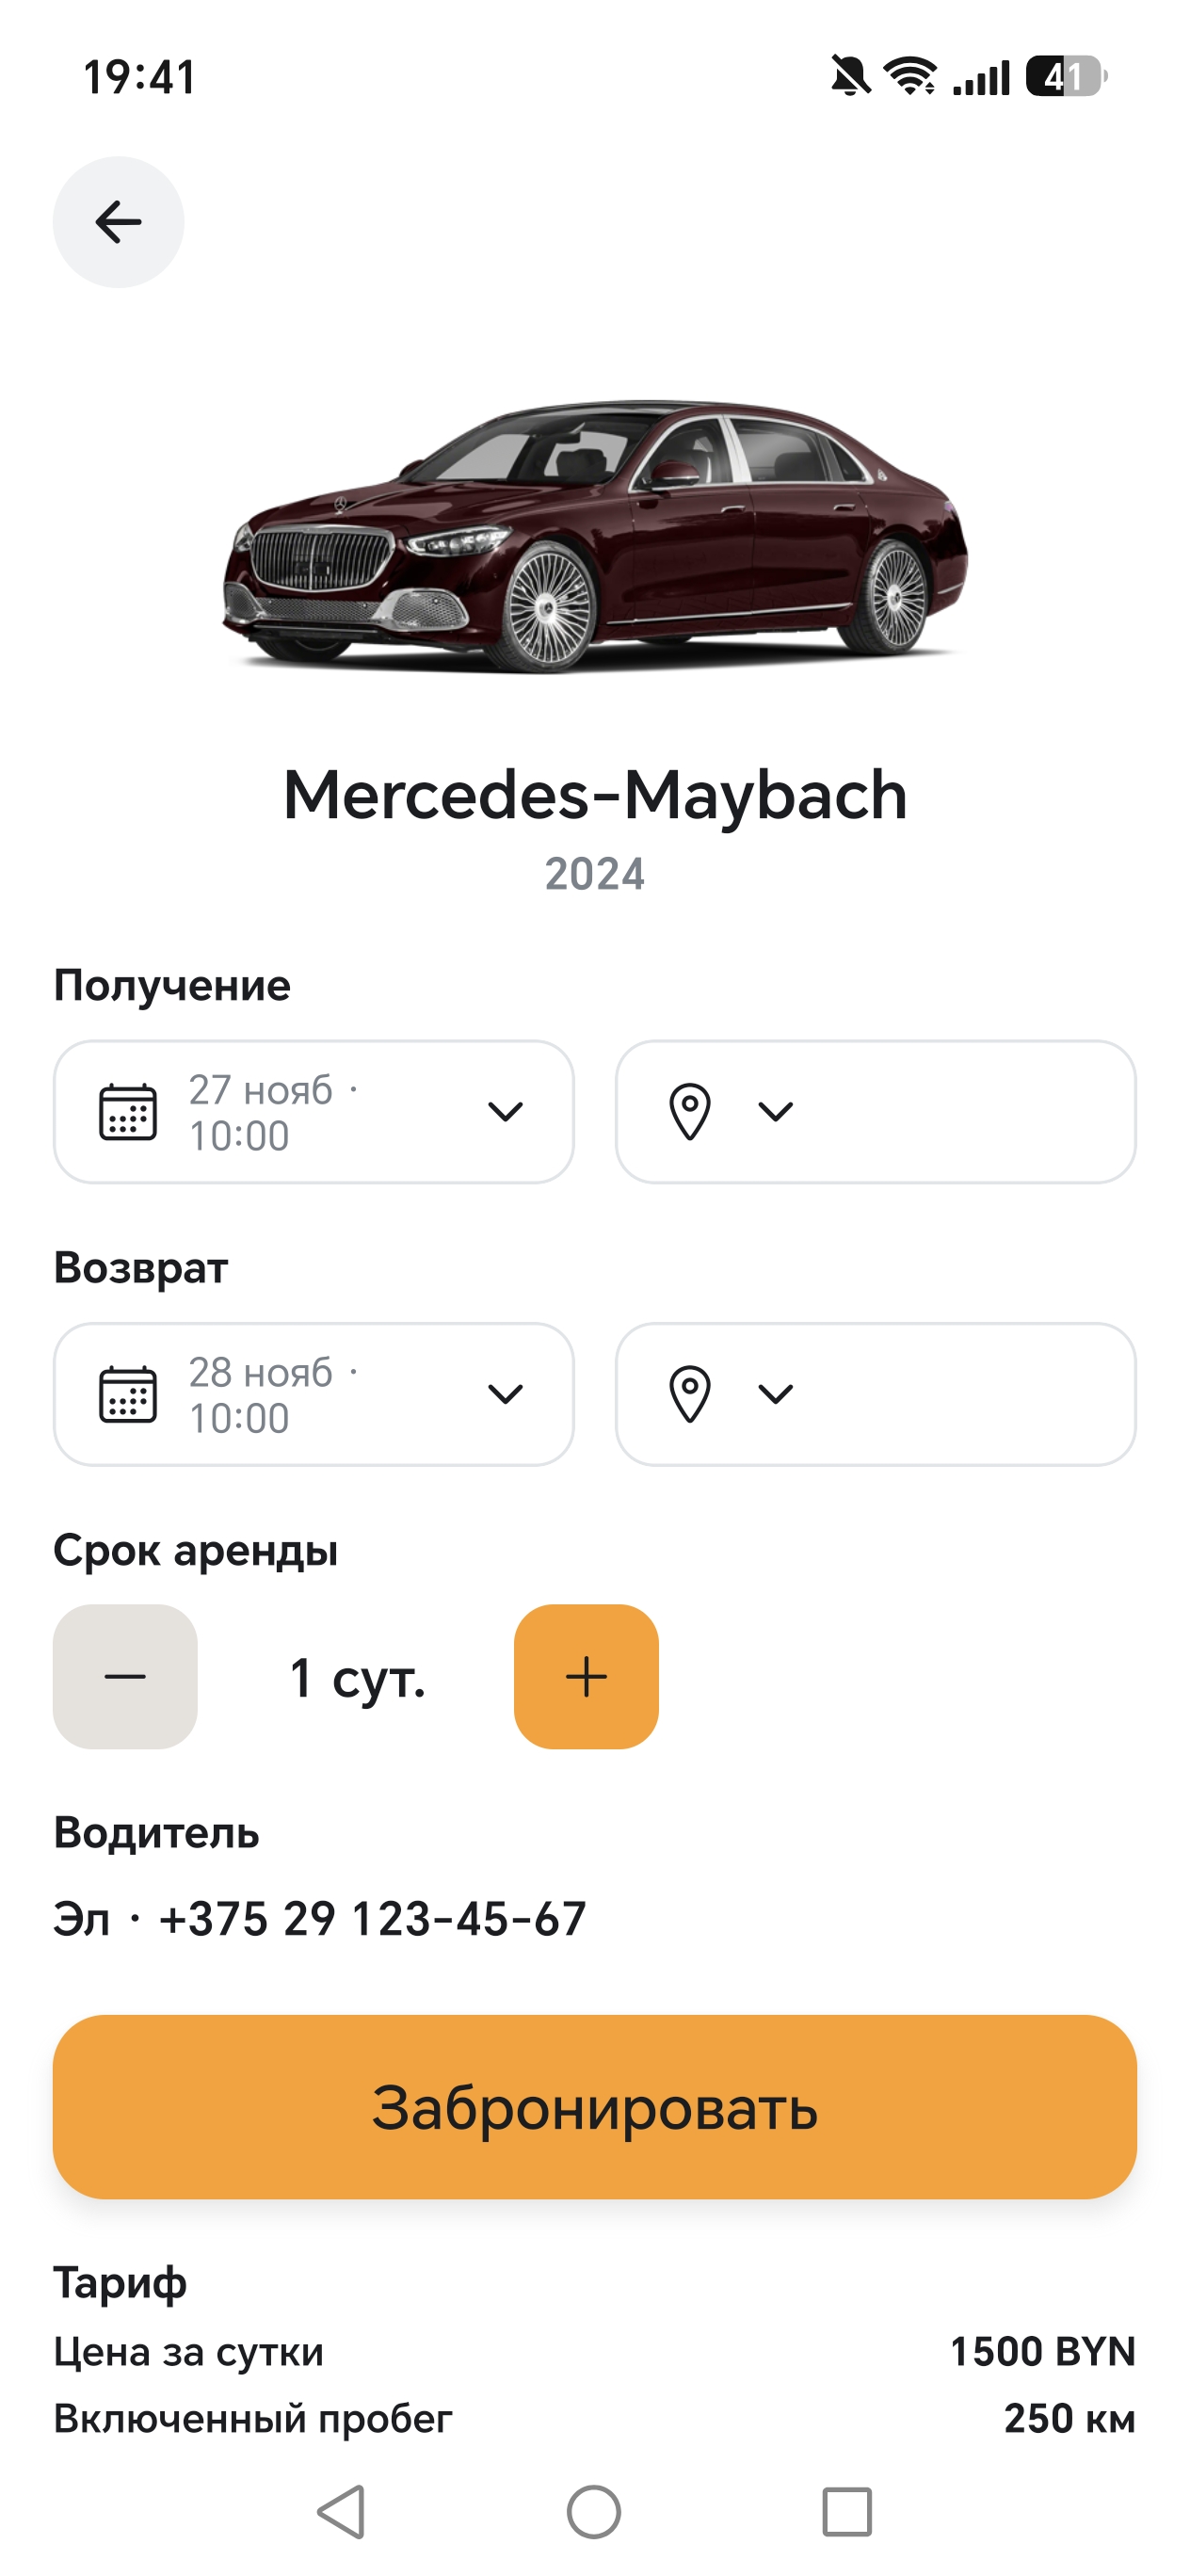 19:41
41
Mercedes-Maybach
2024
Получение
27 нояб ·
10:00
Возврат
28 нояб ·
10:00
Срок аренды
1 сут.
Водитель
Эл · +375 29 123-45-67
Забронировать
Тариф
Цена за сутки 1500 BYN
Включенный пробег 250 км